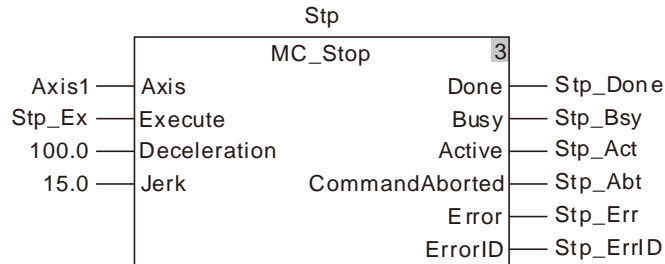 Stp
MC_Stop 3
Axis1 Axis Done Stp_Done
Stp_Ex Execute Busy Stp_Bsy
100.0 Deceleration Active Stp_Act
15.0 Jerk CommandAborted Stp_Abt
Error Stp_Err
ErrorID Stp_ErrID